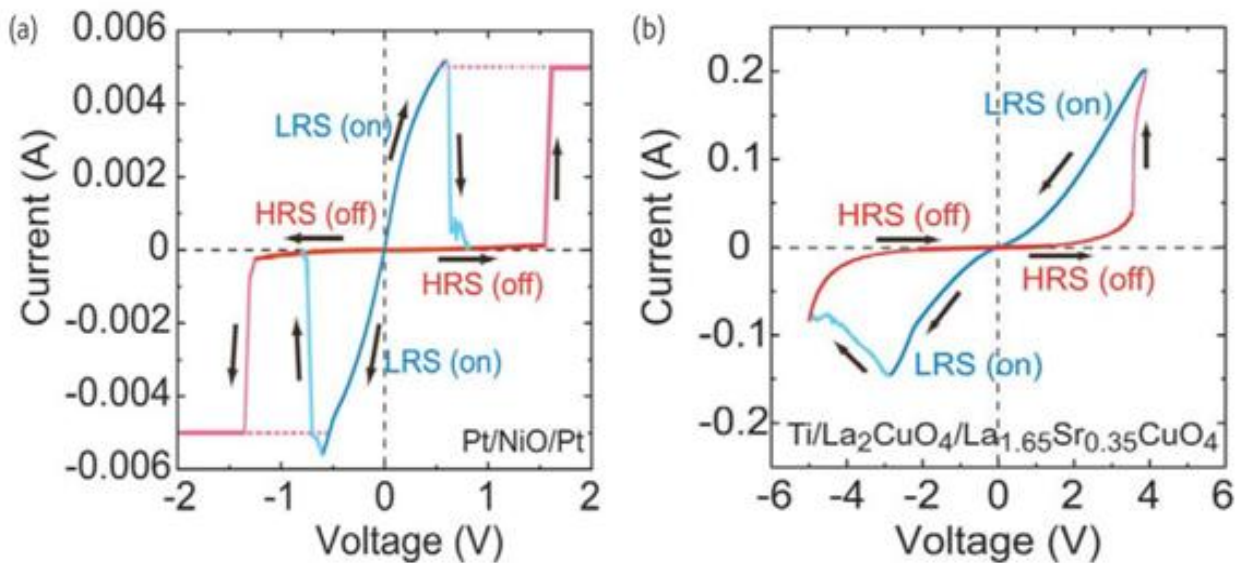 (a)
0.006
0.004
0.002
0
-0.002
-0.004
-0.006
Current (A)
LRS (on)
HRS (off)
HRS (off)
LRS (on)
Pt/NiO/Pt
-2
-1
0
1
2
Voltage (V)
(b)
0.2
0.1
0
-0.1
-0.2
Current (A)
LRS (on)
HRS (off)
HRS (off)
LRS (on)
Ti/La₂CuO₄/La₁.₆₅Sr₀.₃₅CuO₄
-6
-4
-2
0
2
4
6
Voltage (V)